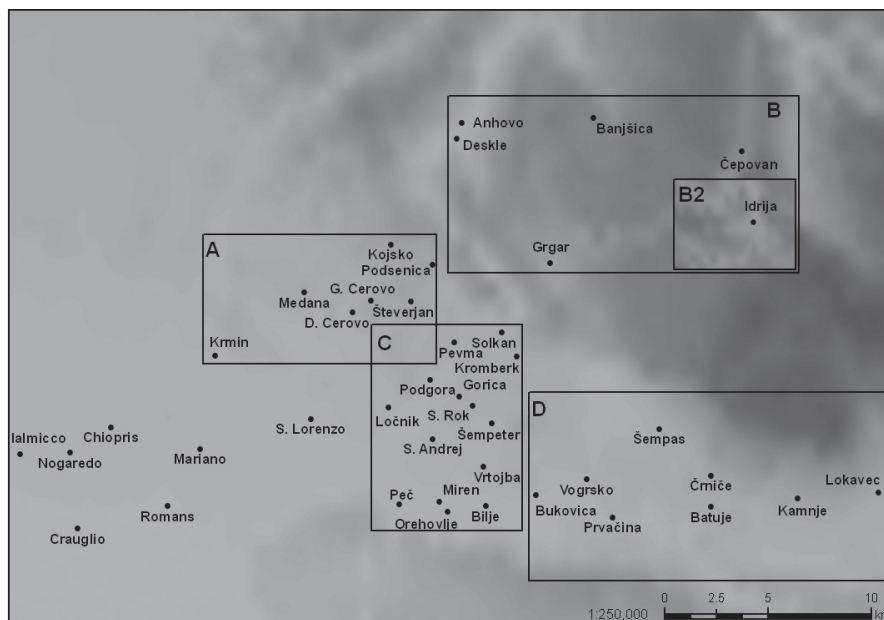 B
Anhovo
Banjšica
Deskle
Čepovan
B2
Idrija
Grgar
A
Kojsko
Podsenica
G. Cerovo
Medana
Števerjan
D. Cerovo
Krmin
C
Solkan
Pevma
Kromberk
Podgora
Gorica
Ločnik
S. Rok
Šempeter
S. Andrej
Vrtojba
Peč
Miren
Orehovlje
Bilje
D
Šempas
Vogrsko
Črniče
Lokavec
Bukovica
Prvačina
Batuje
Kamnje
S. Lorenzo
Chiopris
Ialmicco
Nogaredo
Mariano
Romans
Crauglio
0 2.5 5 10
1:250,000 km